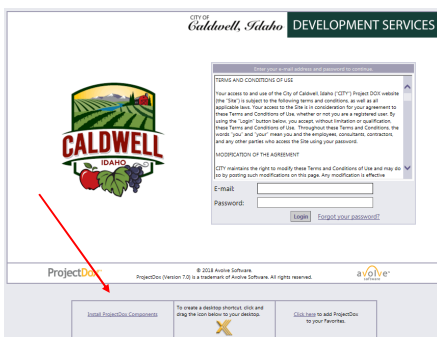 CITY OF
Caldwell, Idaho
DEVELOPMENT SERVICES
Enter your e-mail address and password to continue.
TERMS AND CONDITIONS OF USE
Your access to and use of the City of Caldwell, Idaho ("CITY") Project DOX website
(the "Site") is subject to the following terms and conditions, as well as all
applicable laws. Your access to the Site is in consideration for your agreement to
these Terms and Conditions of Use, whether or not you are a registered user. By
using the "Login" button below, you accept, without limitation or qualification
these Terms and Conditions of Use. Throughout these Terms and Conditions, the
words "you" and "your" mean you and the employees, consultants, contractors,
and any other parties who access the Site using your password.
MODIFICATION OF THE AGREEMENT
CITY maintains the right to modify these Terms and Conditions of Use and may do
so by posting such modifications on this page. Any modification is effective
CALDWELL
IDAHO
E-mail:
Password:
Login
Forgot your password?
ProjectDox
© 2018 Avolve Software.
ProjectDox (Version 7.0) is a trademark of Avolve Software. All rights reserved.
avolve
software
Install ProjectDox Components
To create a desktop shortcut, click and
drag the icon below to your desktop.
Click here to add ProjectDox
to your Favorites.